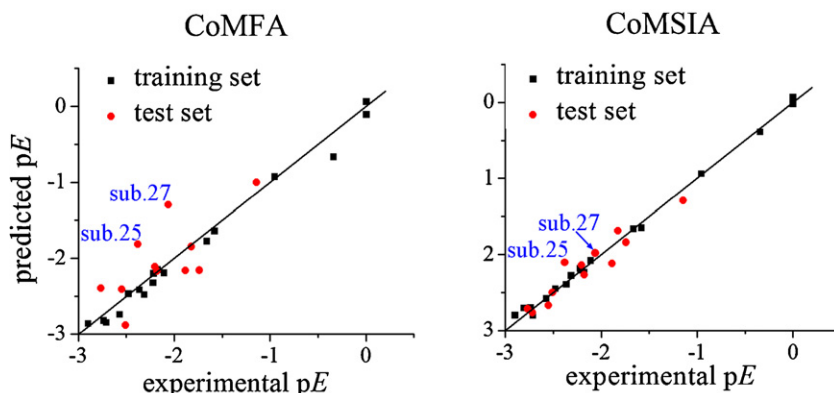 CoMFA
training set
test set
sub.27
sub.25
0
-1
-2
-3
-3 -2 -1 0
predicted pE
experimental pE
CoMSIA
training set
test set
sub.27
sub.25
0
1
2
3
-3 -2 -1 0
experimental pE